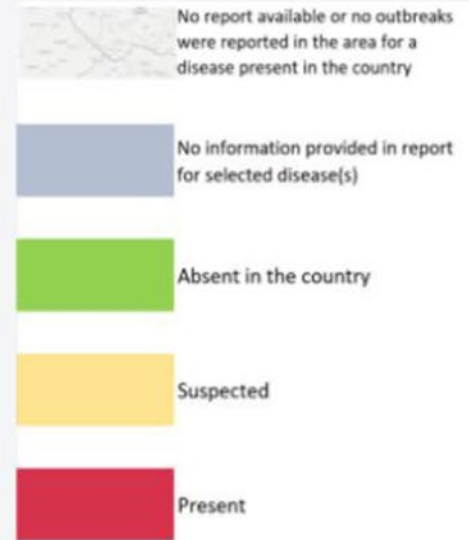 No report available or no outbreaks
were reported in the area for a
disease present in the country
No information provided in report
for selected disease(s)
Absent in the country
Suspected
Present